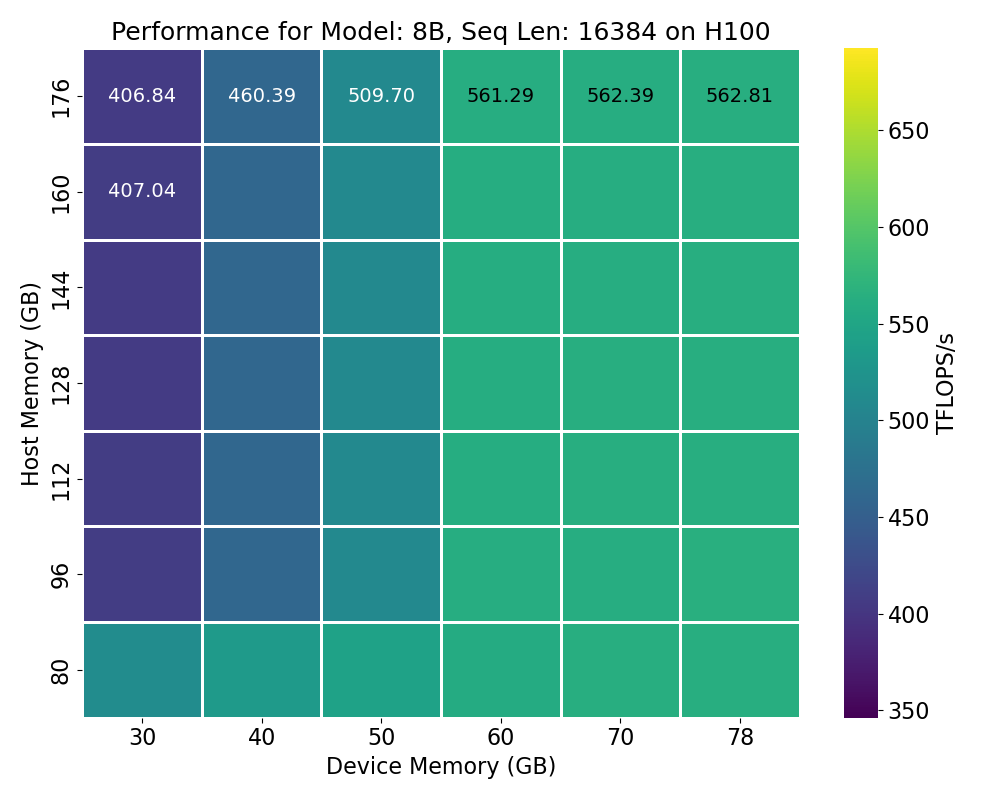 Performance for Model: 8B, Seq Len: 16384 on H100
Host Memory (GB)
176
160
144
128
112
96
80
406.84 460.39 509.70 561.29 562.39 562.81
407.04
30 40 50 60 70 78
Device Memory (GB)
650
600
550
500
450
400
350
TFLOPS/s